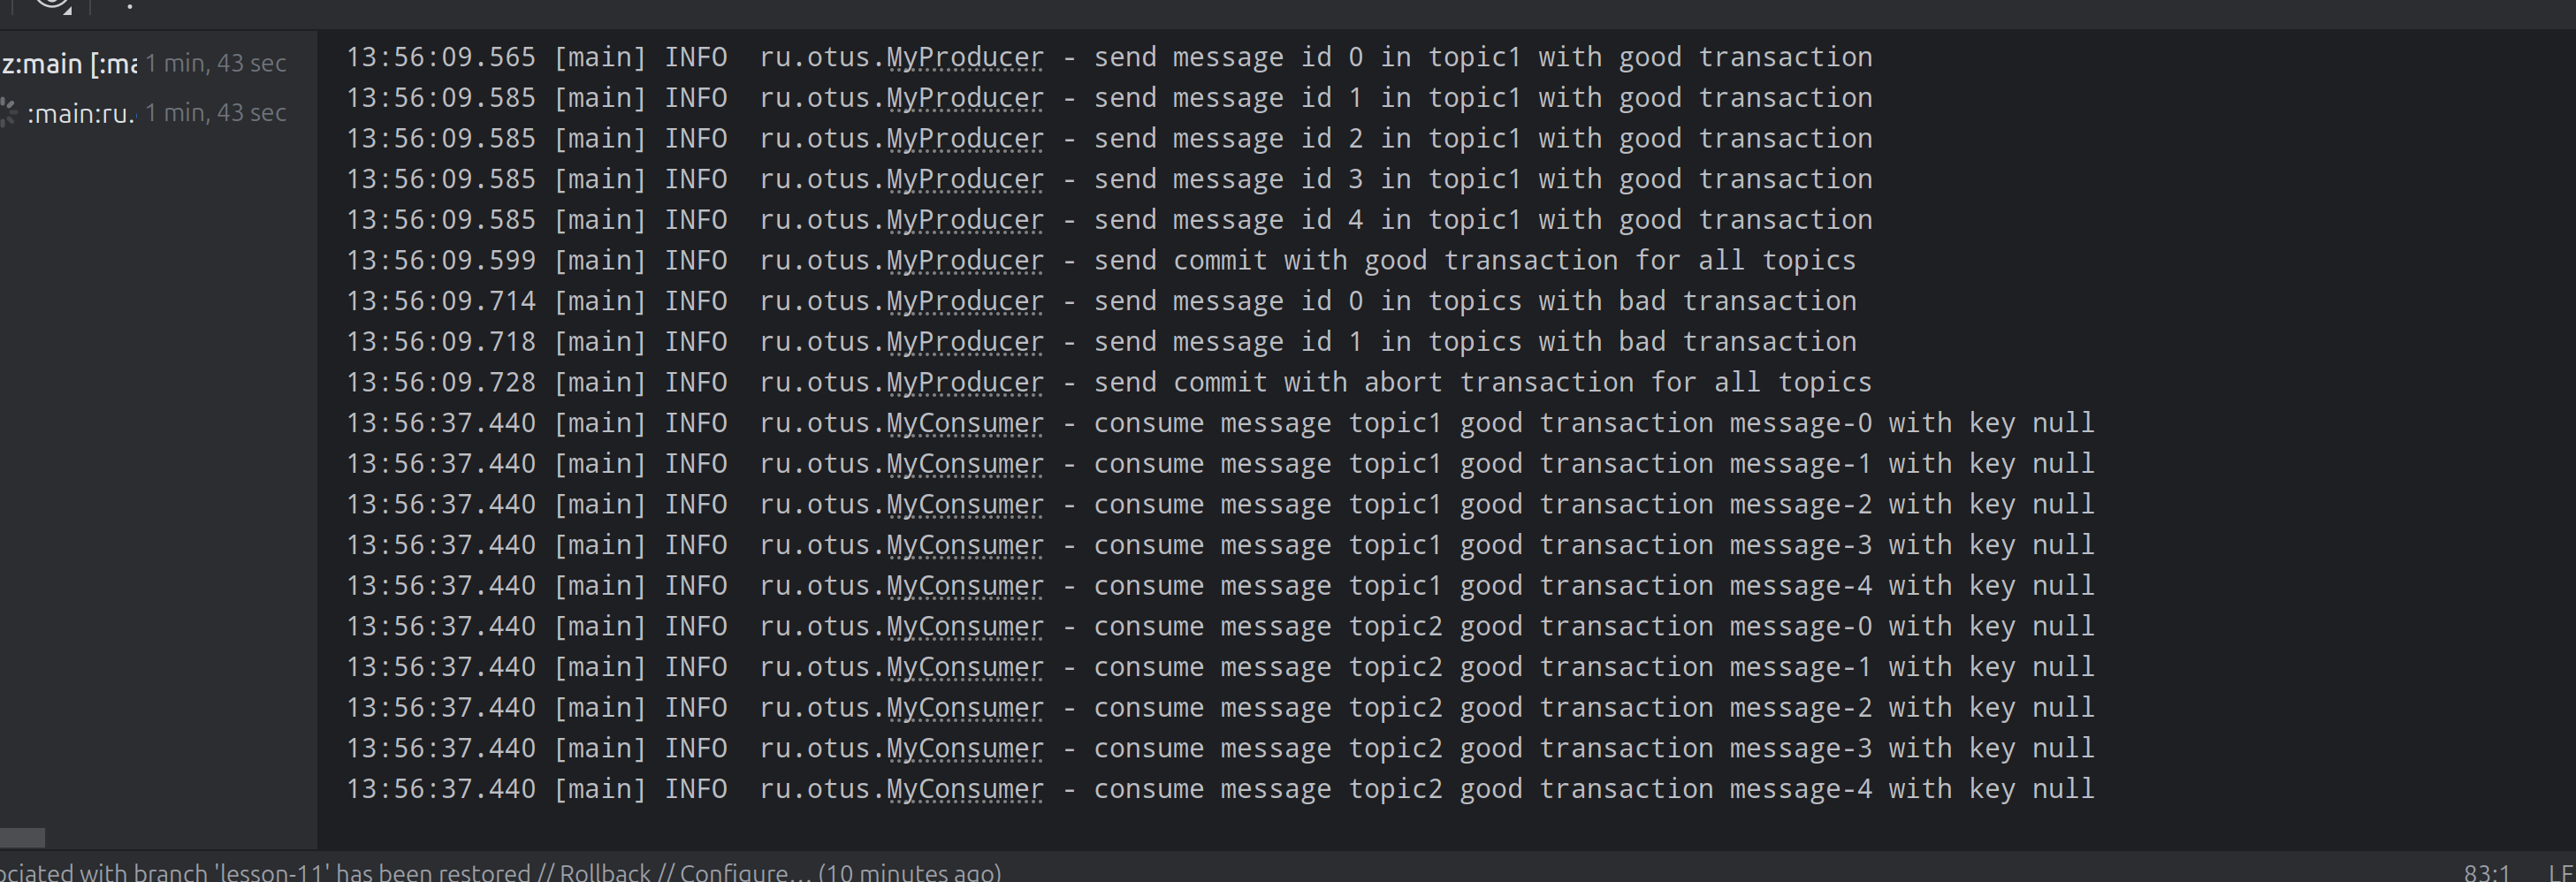 z:main [:ma 1 min, 43 sec
:main:ru. 1 min, 43 sec
13:56:09.565 [main] INFO  ru.otus.MyProducer - send message id 0 in topic1 with good transaction
13:56:09.585 [main] INFO  ru.otus.MyProducer - send message id 1 in topic1 with good transaction
13:56:09.585 [main] INFO  ru.otus.MyProducer - send message id 2 in topic1 with good transaction
13:56:09.585 [main] INFO  ru.otus.MyProducer - send message id 3 in topic1 with good transaction
13:56:09.585 [main] INFO  ru.otus.MyProducer - send message id 4 in topic1 with good transaction
13:56:09.599 [main] INFO  ru.otus.MyProducer - send commit with good transaction for all topics
13:56:09.714 [main] INFO  ru.otus.MyProducer - send message id 0 in topics with bad transaction
13:56:09.718 [main] INFO  ru.otus.MyProducer - send message id 1 in topics with bad transaction
13:56:09.728 [main] INFO  ru.otus.MyProducer - send commit with abort transaction for all topics
13:56:37.440 [main] INFO  ru.otus.MyConsumer - consume message topic1 good transaction message-0 with key null
13:56:37.440 [main] INFO  ru.otus.MyConsumer - consume message topic1 good transaction message-1 with key null
13:56:37.440 [main] INFO  ru.otus.MyConsumer - consume message topic1 good transaction message-2 with key null
13:56:37.440 [main] INFO  ru.otus.MyConsumer - consume message topic1 good transaction message-3 with key null
13:56:37.440 [main] INFO  ru.otus.MyConsumer - consume message topic1 good transaction message-4 with key null
13:56:37.440 [main] INFO  ru.otus.MyConsumer - consume message topic2 good transaction message-0 with key null
13:56:37.440 [main] INFO  ru.otus.MyConsumer - consume message topic2 good transaction message-1 with key null
13:56:37.440 [main] INFO  ru.otus.MyConsumer - consume message topic2 good transaction message-2 with key null
13:56:37.440 [main] INFO  ru.otus.MyConsumer - consume message topic2 good transaction message-3 with key null
13:56:37.440 [main] INFO  ru.otus.MyConsumer - consume message topic2 good transaction message-4 with key null
ociated with branch 'lesson-11' has been restored // Rollback // Configure... (10 minutes ago)
83:1 LF